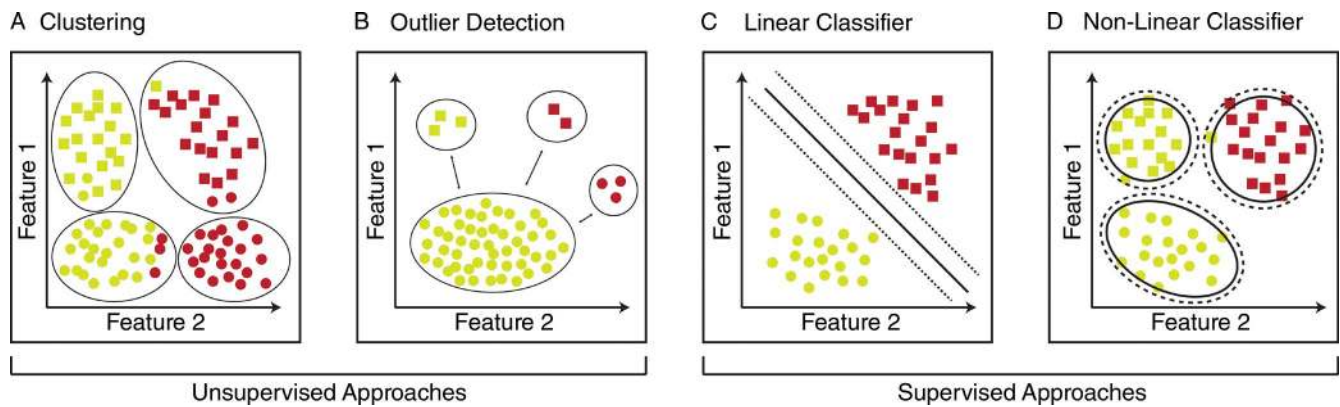 A Clustering
B Outlier Detection
C Linear Classifier
D Non-Linear Classifier
Feature 1
Feature 2
Feature 1
Feature 2
Feature 1
Feature 2
Feature 1
Feature 2
Unsupervised Approaches
Supervised Approaches